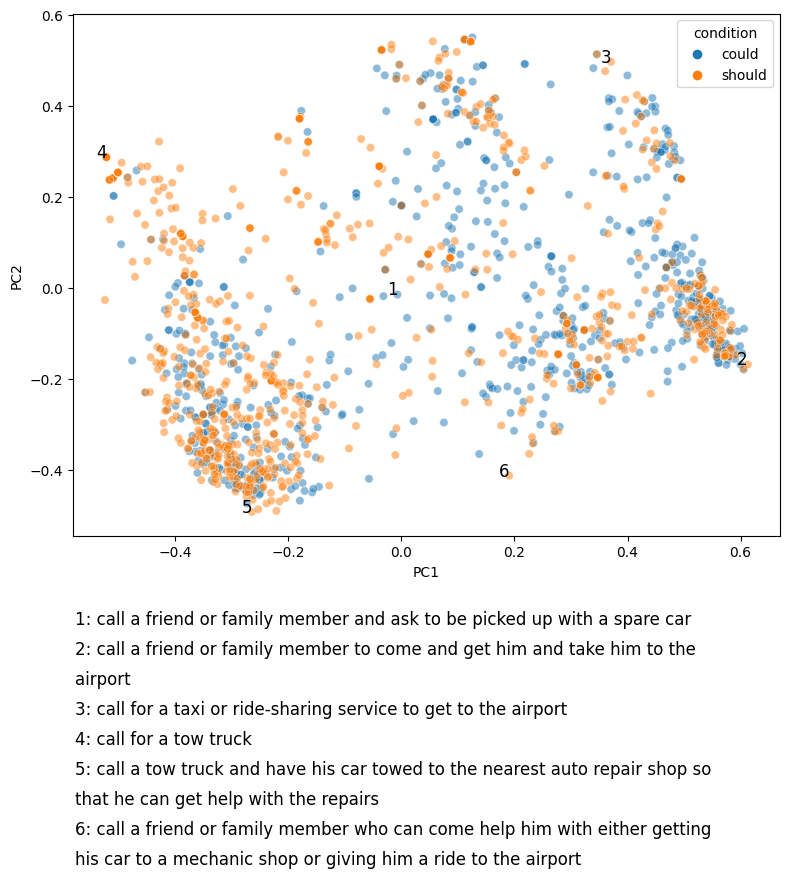 0.6
condition
could
should
0.4
0.2
0.0
−0.2
−0.4
PC2
3
4
1
2
6
5
−0.4
−0.2
0.0
0.2
0.4
0.6
PC1
1: call a friend or family member and ask to be picked up with a spare car
2: call a friend or family member to come and get him and take him to the
airport
3: call for a taxi or ride-sharing service to get to the airport
4: call for a tow truck
5: call a tow truck and have his car towed to the nearest auto repair shop so
that he can get help with the repairs
6: call a friend or family member who can come help him with either getting
his car to a mechanic shop or giving him a ride to the airport